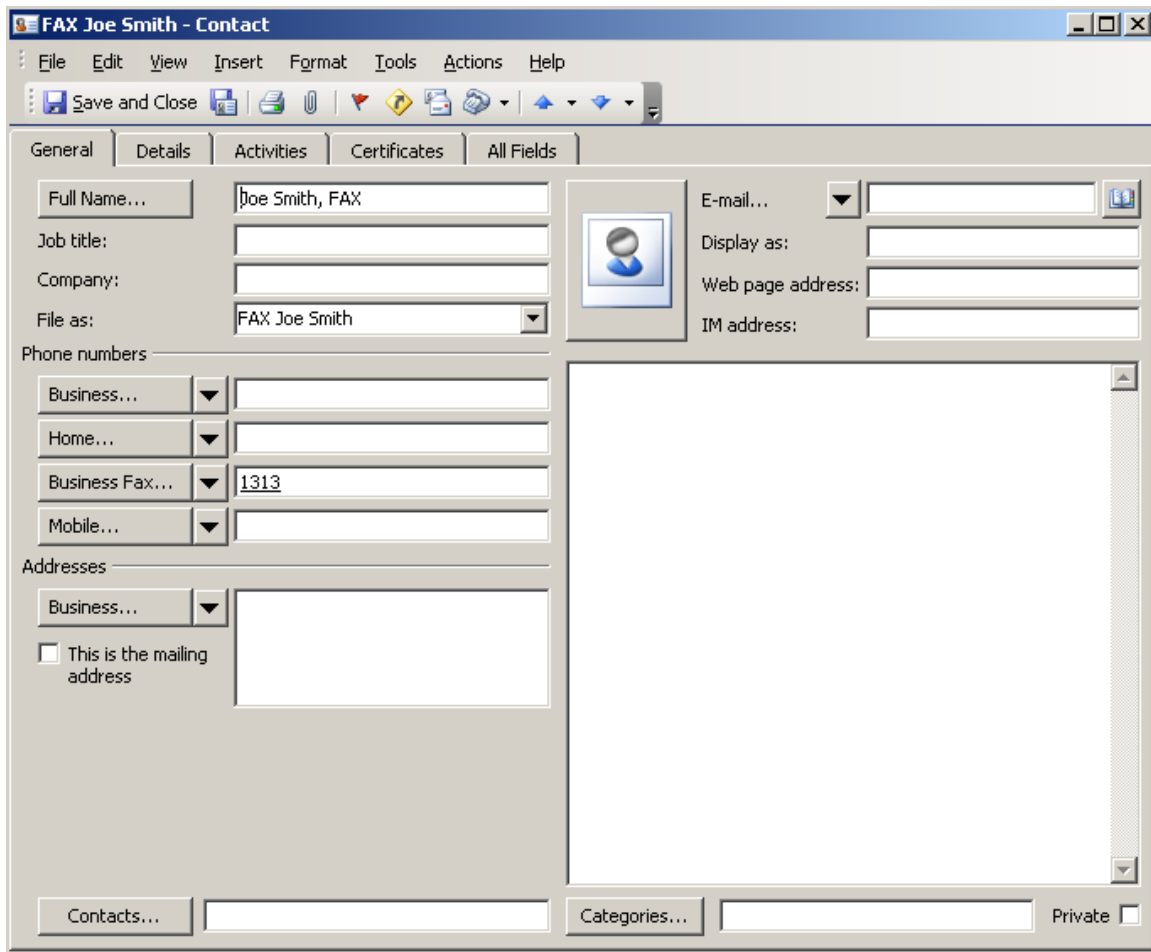 FAX Joe Smith - Contact
File Edit View Insert Format Tools Actions Help
Save and Close
General Details Activities Certificates All Fields
Full Name... Joe Smith, FAX
Job title:
Company:
File as: FAX Joe Smith
E-mail...
Display as:
Web page address:
IM address:
Phone numbers
Business...
Home...
Business Fax... 1313
Mobile...
Addresses
Business...
This is the mailing
address
Contacts... Categories... Private